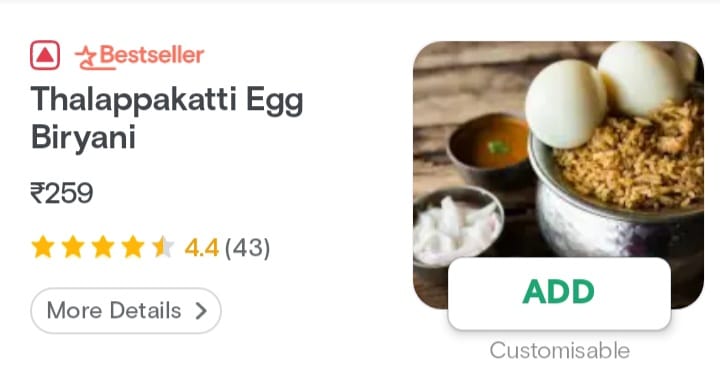 Bestseller
Thalappakatti Egg
Biryani
₹259
4.4 (43)
More Details
ADD
Customisable